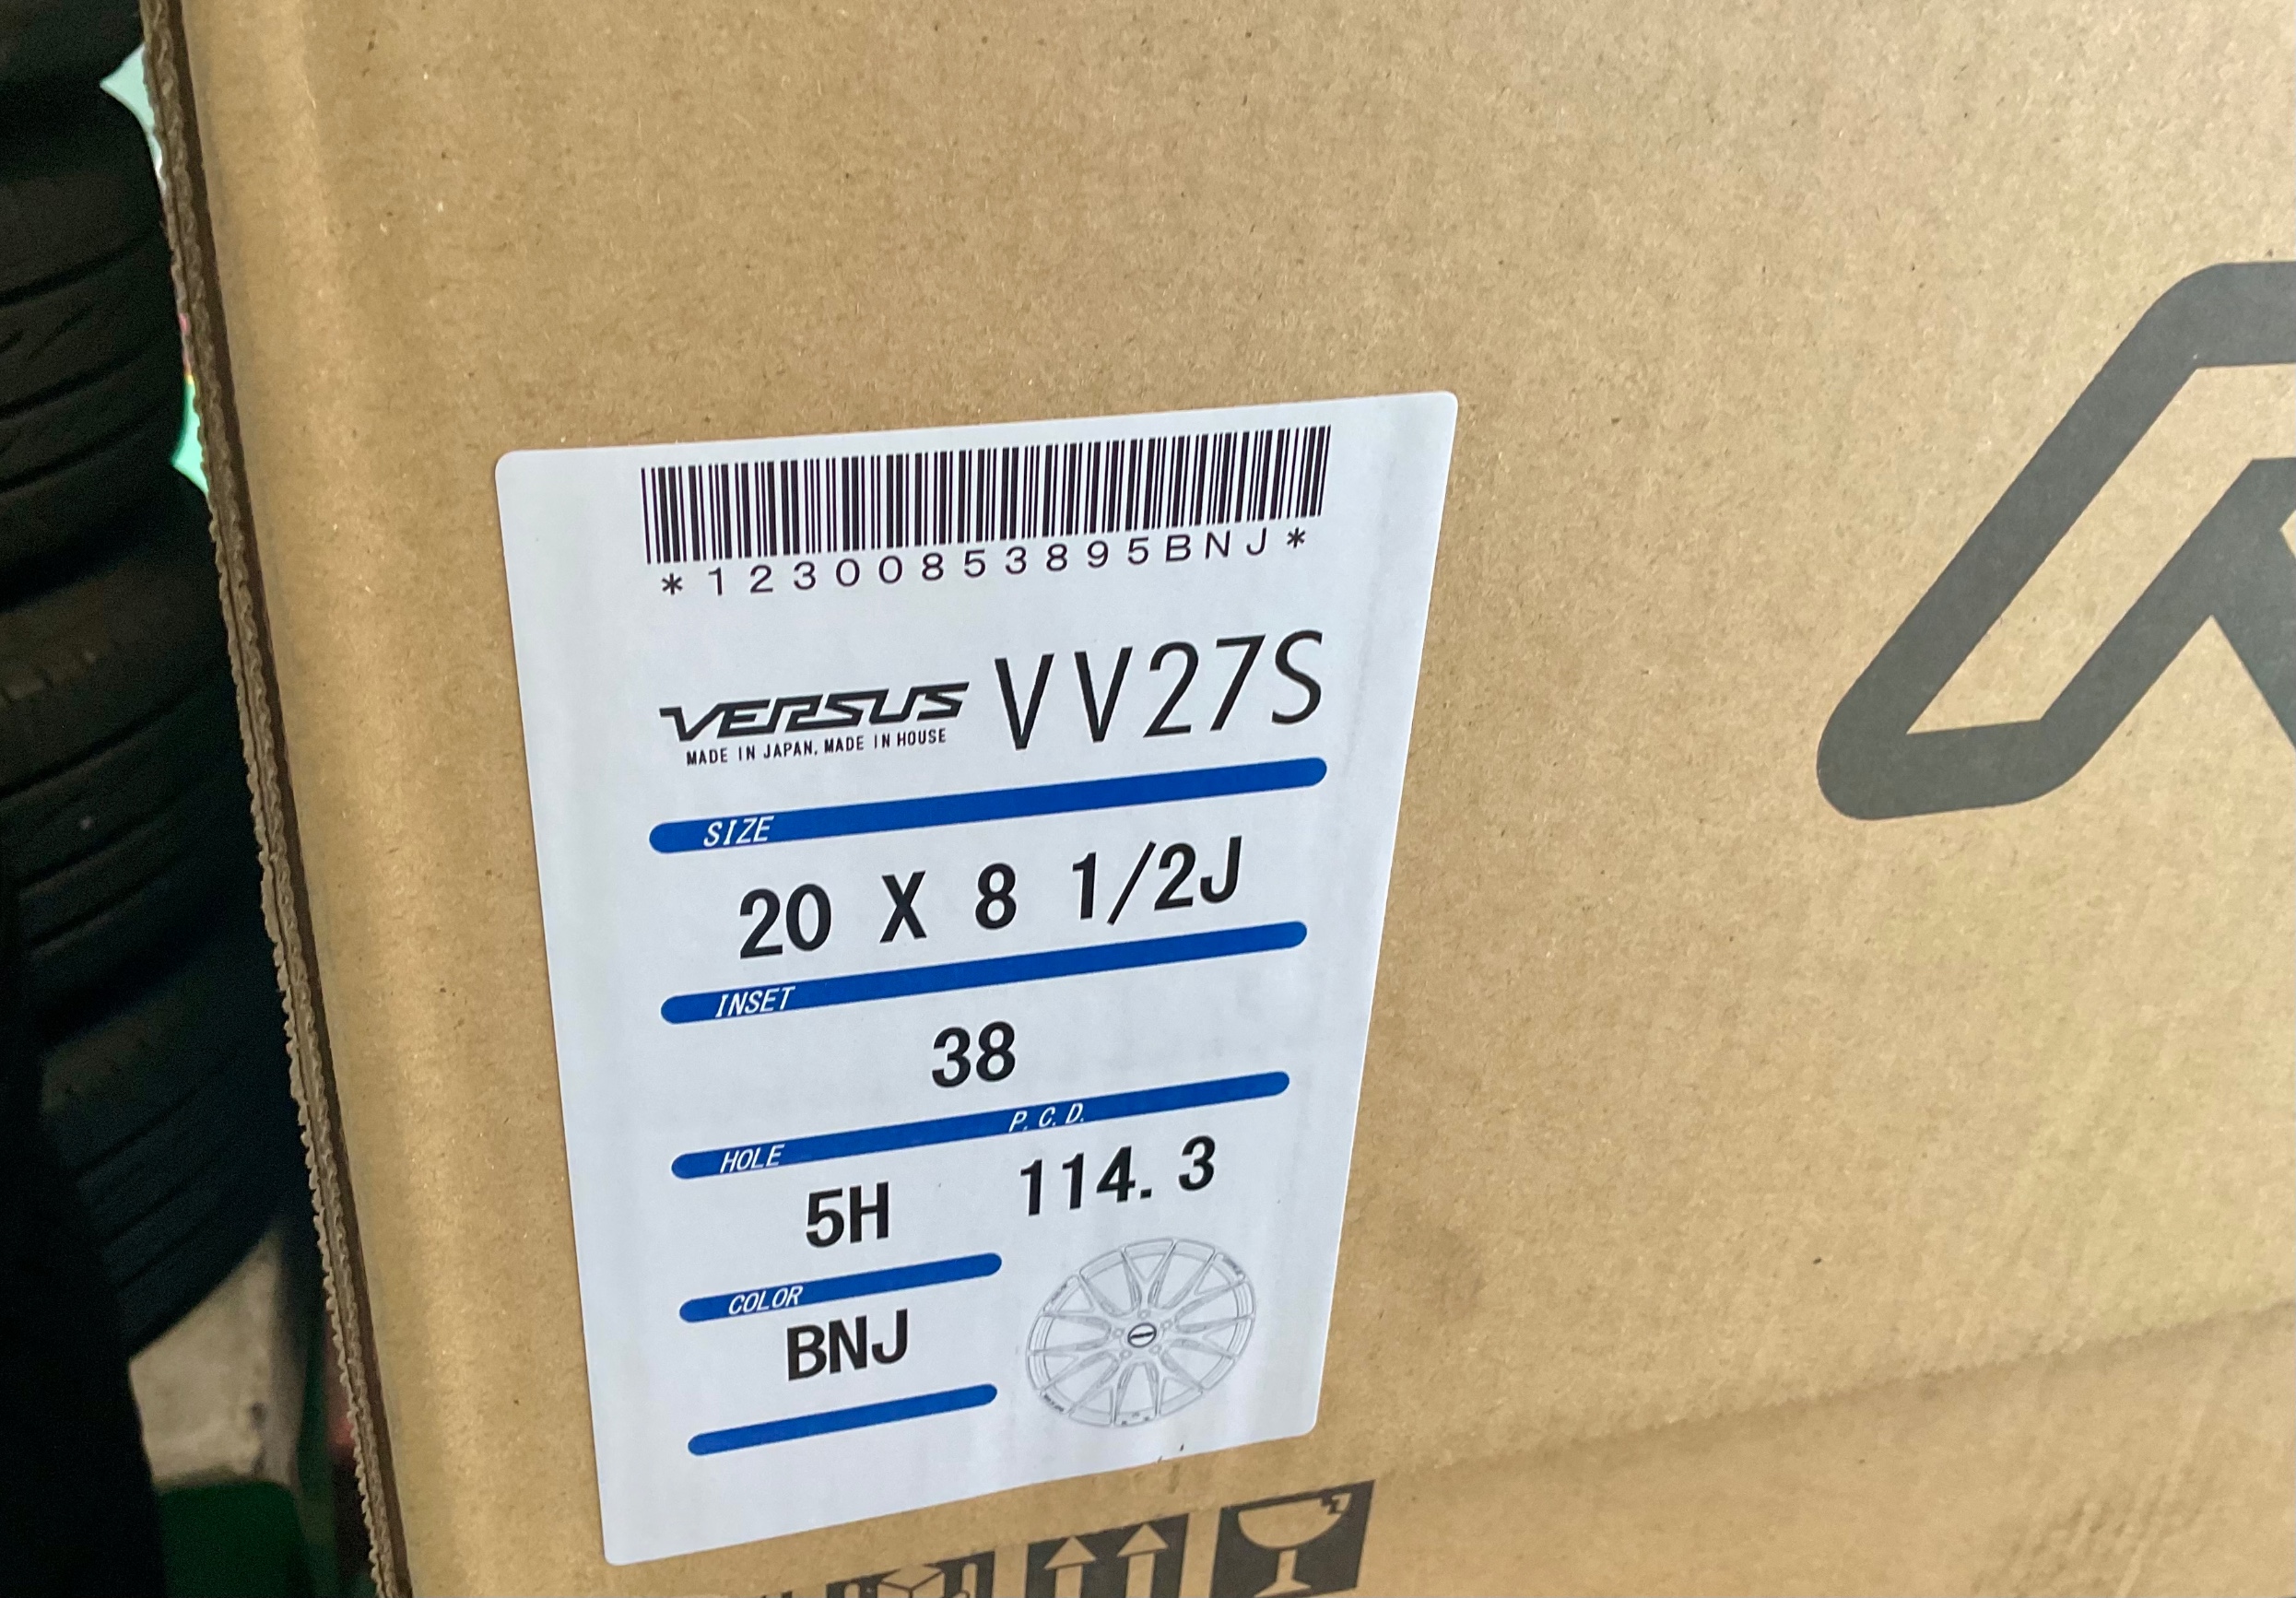 *12300853895BNJ*
VERSUS VV27S
MADE IN JAPAN, MADE IN HOUSE
SIZE
20 X 8 1/2J
INSET
38
HOLE P.C.D.
5H 114.3
COLOR
BNJ